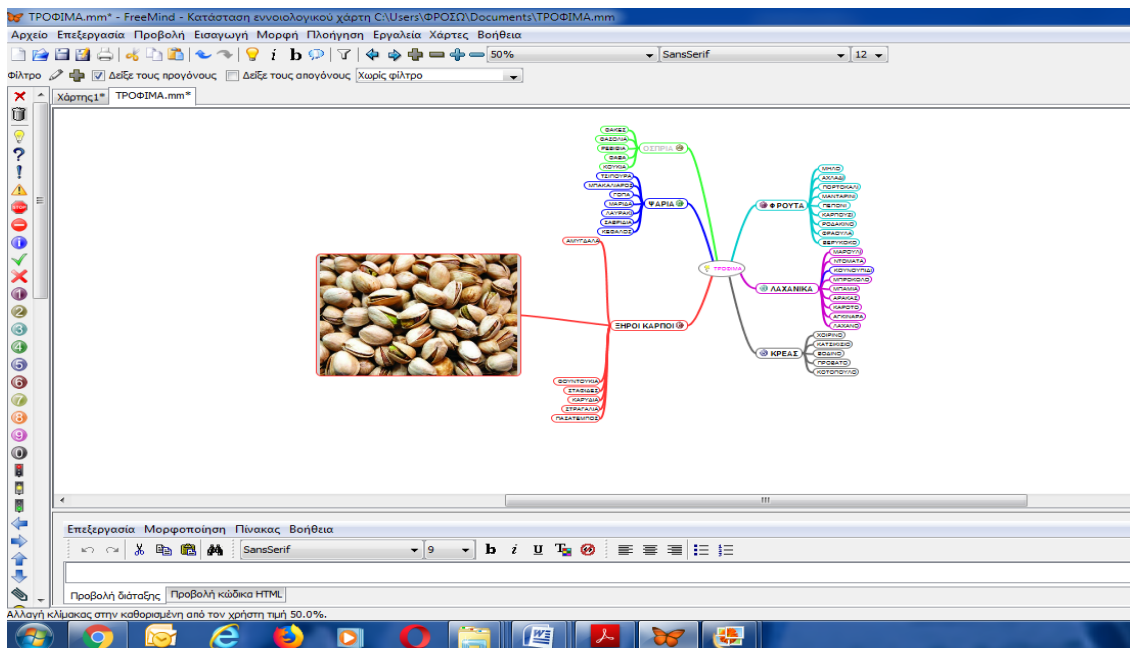 ΤΡΟΦΙΜΑ.mm* - FreeMind - Κατάσταση εννοιολογικού χάρτη C:\Users\ΦΡΟΣΩ\Documents\ΤΡΟΦΙΜΑ.mm
Αρχείο Επεξεργασία Προβολή Εισαγωγή Μορφή Πλοήγηση Εργαλεία Χάρτες Βοήθεια
50% SansSerif 12
Φίλτρο Δείξε τους προγόνους Δείξε τους απογόνους Χωρίς φίλτρο
Χάρτης1* ΤΡΟΦΙΜΑ.mm*
ΦΑΚΕΣ
ΦΑΣΟΛΙΑ
ΡΕΒΙΘΙΑ
ΦΑΒΑ
ΚΟΥΚΙΑ
ΟΣΠΡΙΑ
ΤΣΙΠΟΥΡΑ
ΜΠΑΚΑΛΙΑΡΟΣ
ΓΟΠΑ
ΜΑΡΙΔΑ
ΛΑΥΡΑΚΙ
ΣΑΒΡΙΔΙΑ
ΚΕΦΑΛΟΣ
ΨΑΡΙΑ
ΑΜΥΓΔΑΛΑ
ΞΗΡΟΙ ΚΑΡΠΟΙ
ΦΟΥΝΤΟΥΚΙΑ
ΣΤΑΦΙΔΕΣ
ΚΑΡΥΔΙΑ
ΣΤΡΑΓΑΛΙΑ
ΠΑΣΑΤΕΜΠΟΣ
ΤΡΟΦΙΜΑ
ΦΡΟΥΤΑ
ΜΗΛΟ
ΑΧΛΑΔΙ
ΠΟΡΤΟΚΑΛΙ
ΜΑΝΤΑΡΙΝΙ
ΠΕΠΟΝΙ
ΚΑΡΠΟΥΖΙ
ΡΟΔΑΚΙΝΟ
ΦΡΑΟΥΛΑ
ΒΕΡΥΚΟΚΟ
ΛΑΧΑΝΙΚΑ
ΜΑΡΟΥΛΙ
ΝΤΟΜΑΤΑ
ΚΟΥΝΟΥΠΙΔΙ
ΜΠΡΟΚΟΛΟ
ΜΠΑΜΙΑ
ΑΡΑΚΑΣ
ΚΑΡΟΤΟ
ΑΓΚΙΝΑΡΑ
ΛΑΧΑΝΟ
ΚΡΕΑΣ
ΧΟΙΡΙΝΟ
ΚΑΤΣΙΚΙΣΙΟ
ΒΟΔΙΝΟ
ΠΡΟΒΑΤΟ
ΚΟΤΟΠΟΥΛΟ
Επεξεργασία Μορφοποίηση Πίνακας Βοήθεια
SansSerif 9
Προβολή διάταξης Προβολή κώδικα HTML
Αλλαγή κλίμακας στην καθορισμένη από τον χρήστη τιμή 50.0%.